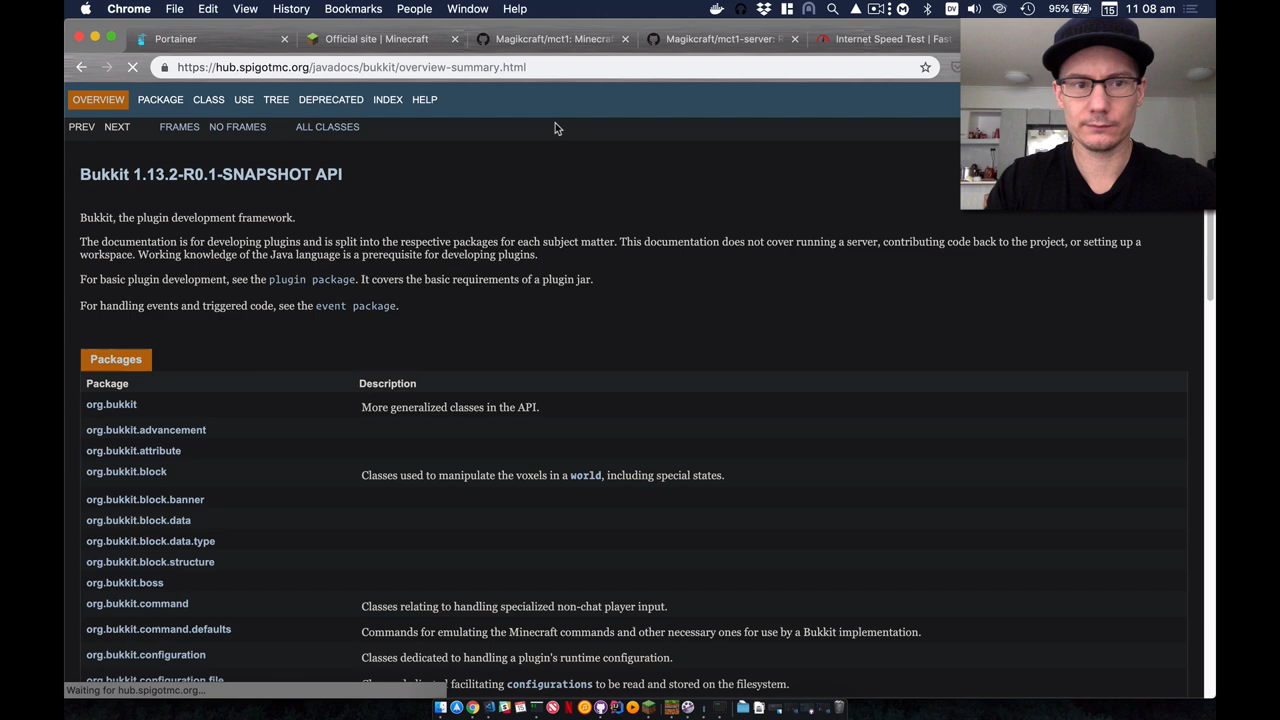 Chrome File Edit View History Bookmarks People Window Help 95% 15 11 08 am
Portainer Official site | Minecraft Magikcraft/mct1: Minecra Magikcraft/mct1-server: R Internet Speed Test | Fast
https://hub.spigotmc.org/javadocs/bukkit/overview-summary.html
OVERVIEW PACKAGE CLASS USE TREE DEPRECATED INDEX HELP
PREV NEXT FRAMES NO FRAMES ALL CLASSES
Bukkit 1.13.2-R0.1-SNAPSHOT API
Bukkit, the plugin development framework.
The documentation is for developing plugins and is split into the respective packages for each subject matter. This documentation does not cover running a server, contributing code back to the project, or setting up a
workspace. Working knowledge of the Java language is a prerequisite for developing plugins.
For basic plugin development, see the plugin package. It covers the basic requirements of a plugin jar.
For handling events and triggered code, see the event package.
Packages
Package Description
org.bukkit More generalized classes in the API.
org.bukkit.advancement
org.bukkit.attribute
org.bukkit.block Classes used to manipulate the voxels in a world, including special states.
org.bukkit.block.banner
org.bukkit.block.data
org.bukkit.block.data.type
org.bukkit.block.structure
org.bukkit.boss
org.bukkit.command Classes relating to handling specialized non-chat player input.
org.bukkit.command.defaults Commands for emulating the Minecraft commands and other necessary ones for use by a Bukkit implementation.
org.bukkit.configuration Classes dedicated to handling a plugin's runtime configuration.
org.bukkit.configuration.file facilitating configurations to be read and stored on the filesystem.
Waiting for hub.spigotmc.org...